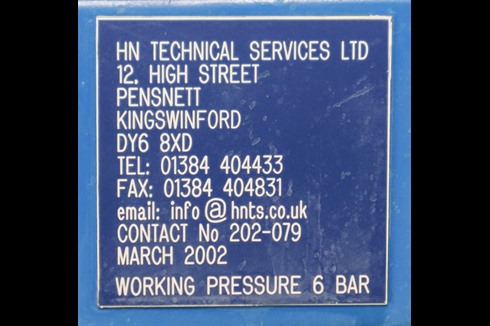 HN TECHNICAL SERVICES LTD
12. HIGH STREET
PENSNETT
KINGSWINFORD
DY6 8XD
TEL: 01384 404433
FAX: 01384 404831
email: info@hnts.co.uk
CONTACT No 202-079
MARCH 2002
WORKING PRESSURE 6 BAR